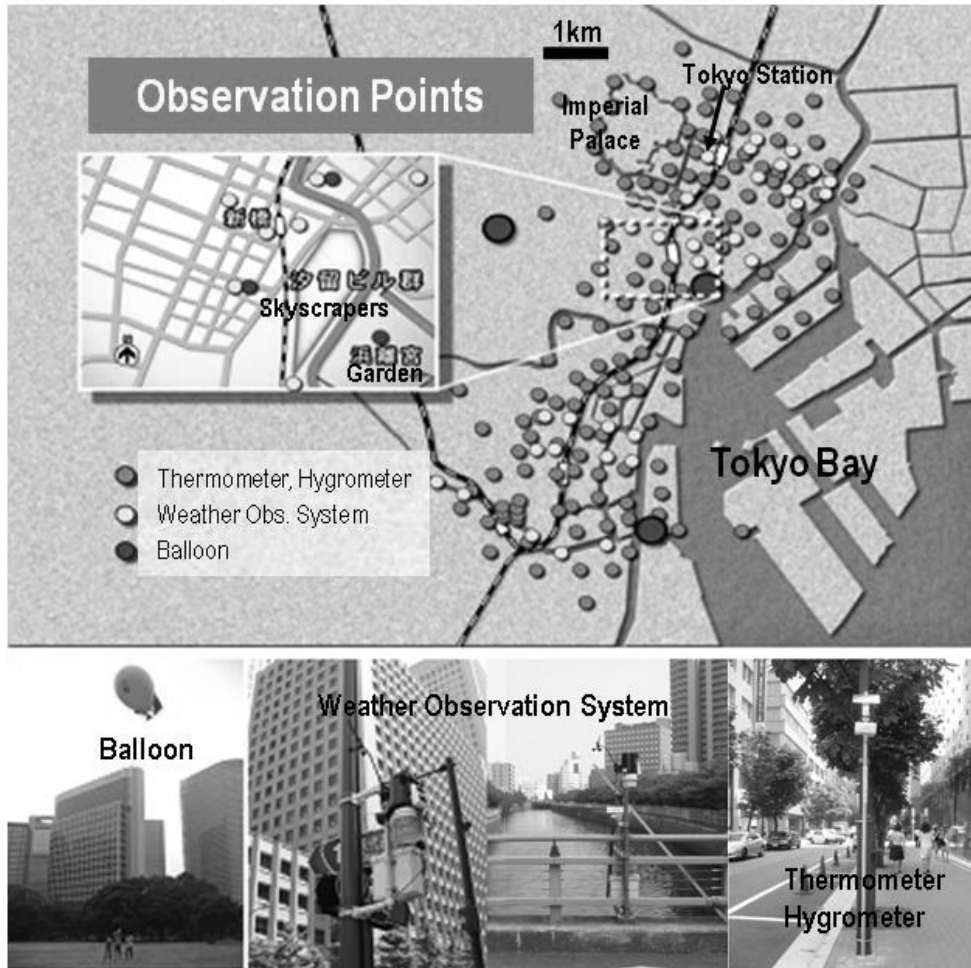 1km
Tokyo Station
Observation Points
Imperial
Palace
新橋
汐留ビル群
Skyscrapers
浜離宮
Garden
Tokyo Bay
Thermometer, Hygrometer
Weather Obs. System
Balloon
Weather Observation System
Balloon
Thermometer
Hygrometer